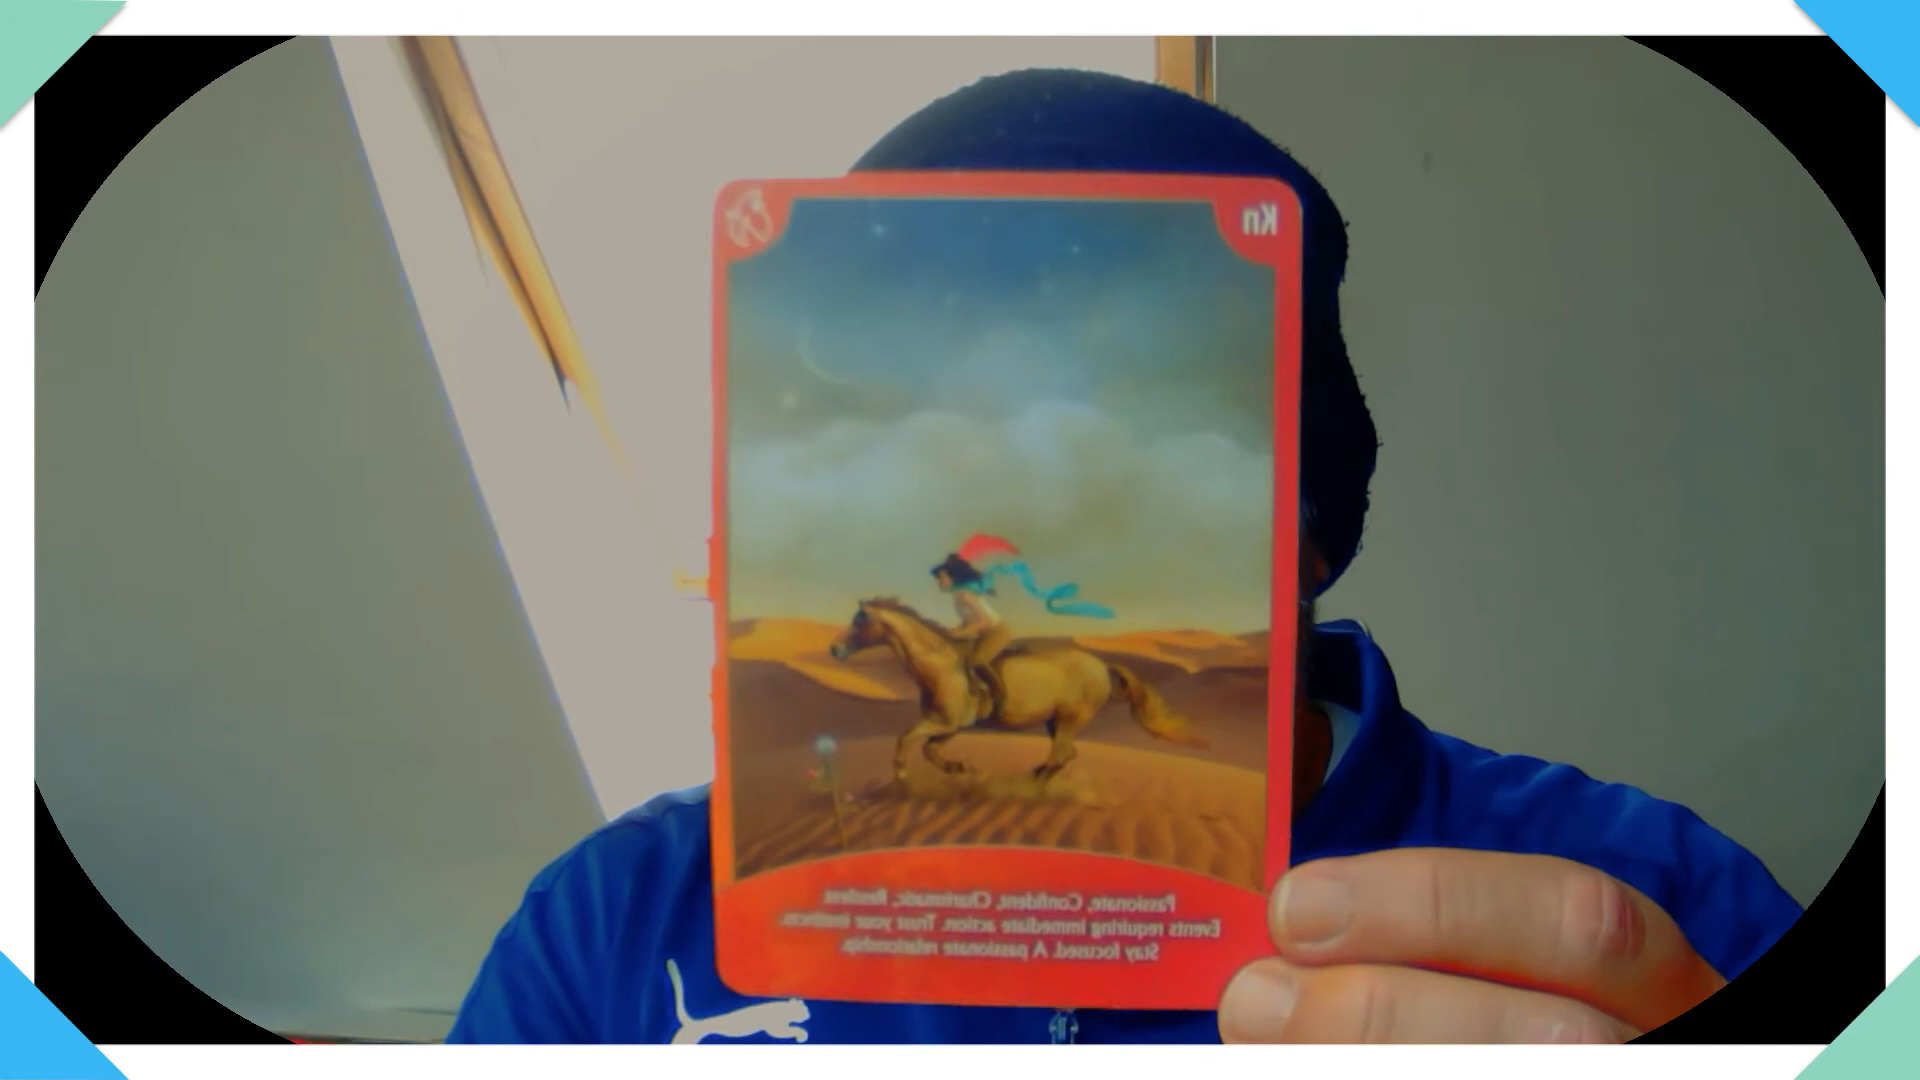 Kn
Passionate, Confident, Charismatic, Restless
Events requiring immediate action. Trust your instincts.
Stay focused. A passionate relationship.